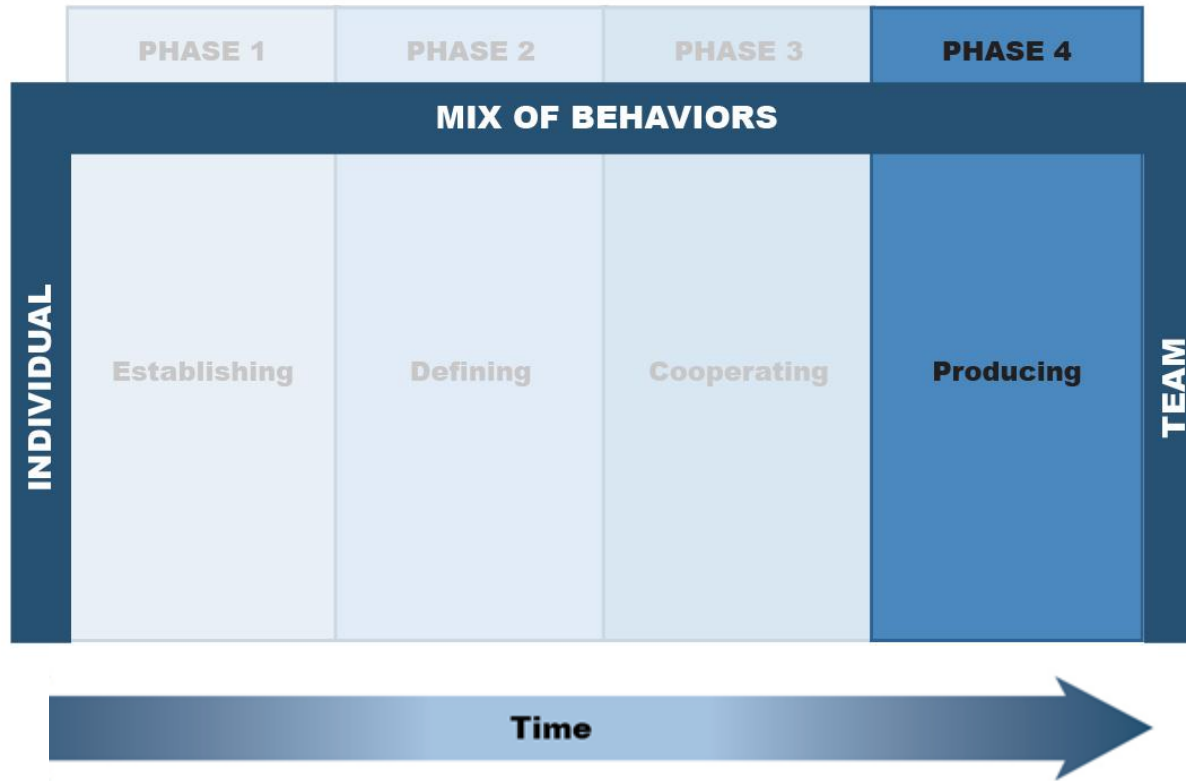 PHASE 1
PHASE 2
PHASE 3
PHASE 4
MIX OF BEHAVIORS
INDIVIDUAL
Establishing
Defining
Cooperating
Producing
TEAM
Time